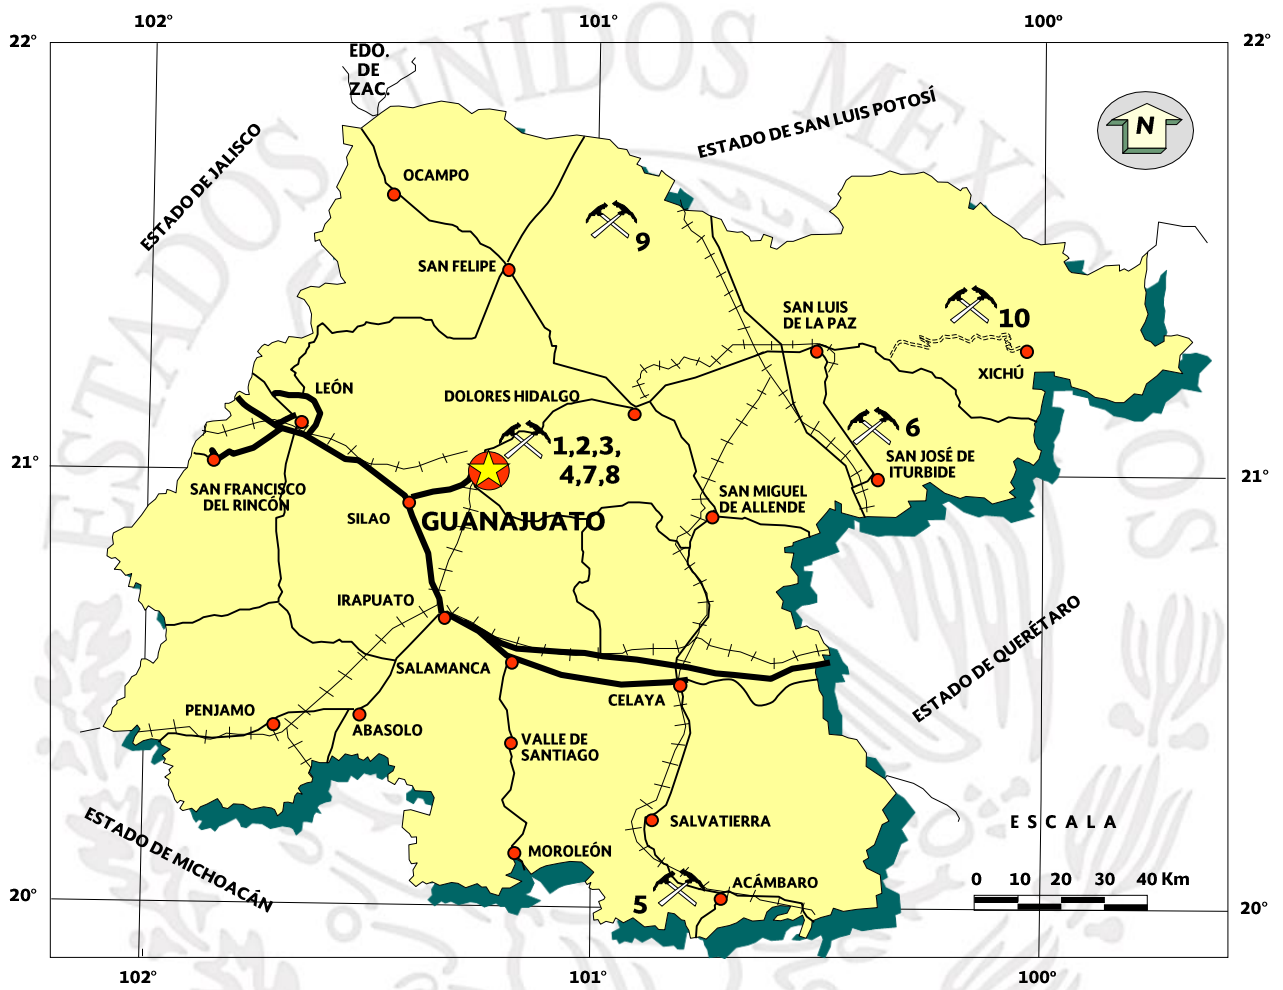 102°
101°
100°
22°
22°
EDO.
DE
ZAC.
UNIDOS MEXICANOS
ESTADOS
ESTADO DE SAN LUIS POTOSÍ
N
ESTADO DE JALISCO
OCAMPO
9
SAN FELIPE
SAN LUIS
DE LA PAZ
10
XICHÚ
LEÓN
DOLORES HIDALGO
6
1,2,3,
4,7,8
SAN JOSÉ DE
ITURBIDE
21°
21°
SAN FRANCISCO
DEL RINCÓN
SAN MIGUEL
DE ALLENDE
SILAO
GUANAJUATO
IRAPUATO
ESTADO DE QUERÉTARO
SALAMANCA
CELAYA
PENJAMO
ABASOLO
VALLE DE
SANTIAGO
ESTADO DE MICHOACÁN
SALVATIERRA
ESCALA
MOROLEÓN
ACÁMBARO
5
0 10 20 30 40 Km
20°
20°
102°
101°
100°